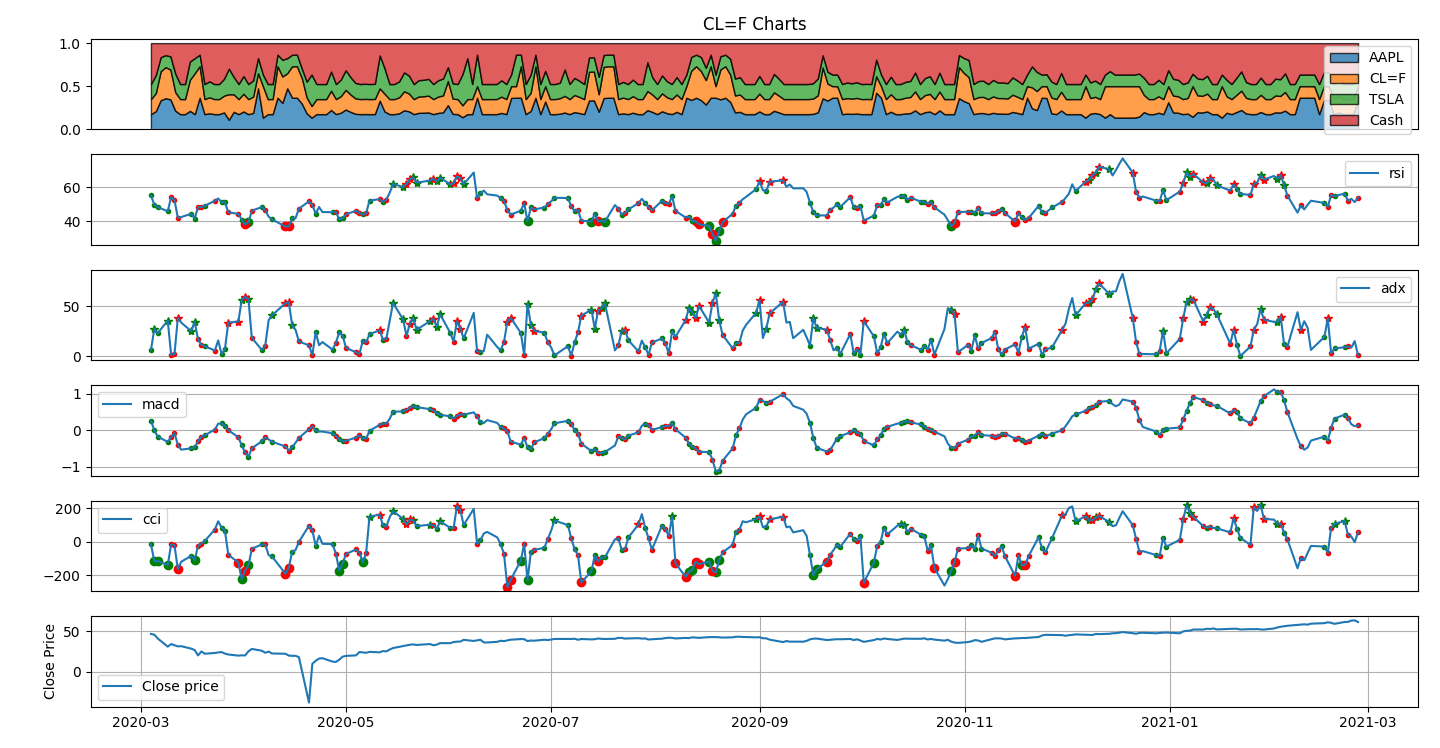 CL=F Charts
1.0
0.5
0.0
AAPL
CL=F
TSLA
Cash
60
40
rsi
50
0
adx
1
0
−1
macd
200
0
−200
cci
50
0
Close Price
Close price
2020-03
2020-05
2020-07
2020-09
2020-11
2021-01
2021-03